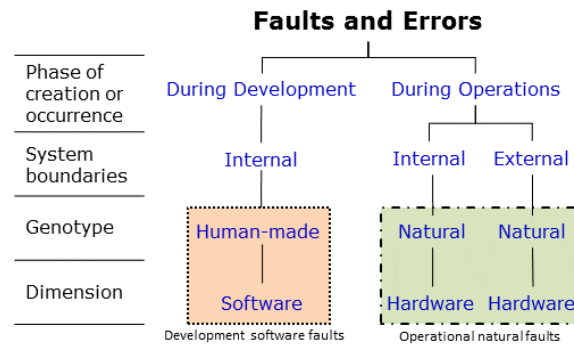 Faults and Errors
Phase of
creation or
occurrence
During Development
During Operations
System
boundaries
Internal
Internal
External
Genotype
Human-made
Natural
Natural
Dimension
Software
Hardware
Hardware
Development software faults
Operational natural faults